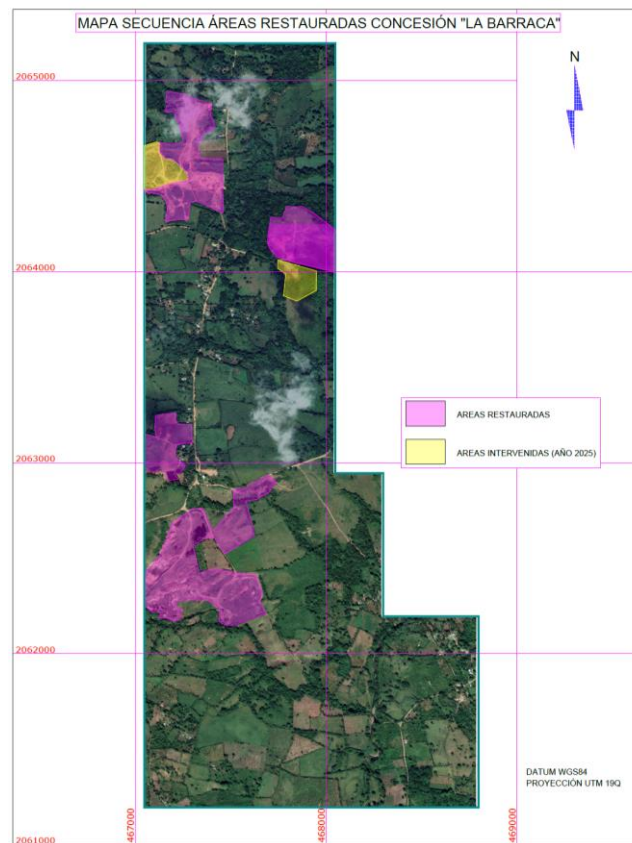 MAPA SECUENCIA ÁREAS RESTAURADAS CONCESIÓN "LA BARRACA"
N
2065000
2064000
2063000
2062000
2061000
AREAS RESTAURADAS
AREAS INTERVENIDAS (AÑO 2025)
DATUM WGS84
PROYECCIÓN UTM 19Q
467000
468000
469000